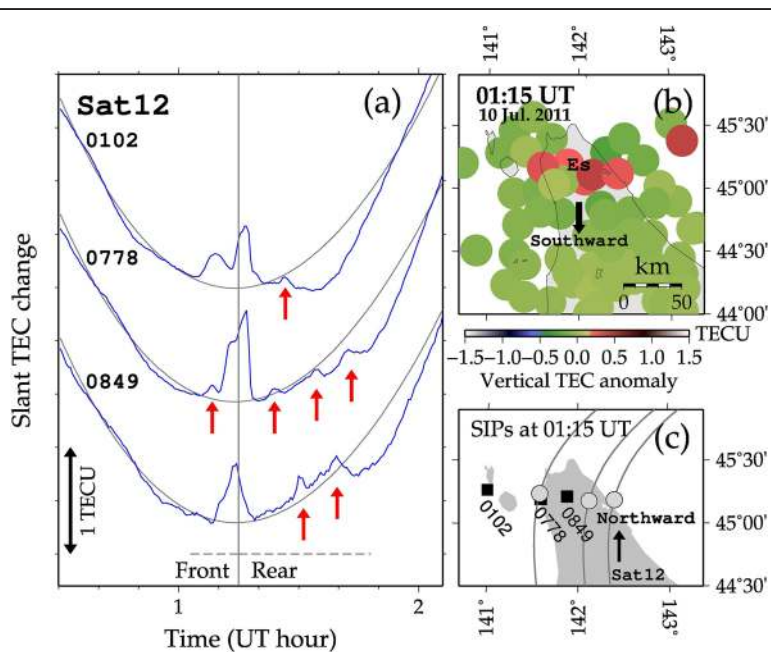 Sat12
(a)
0102
0778
0849
Slant TEC change
1 TECU
Front
Rear
1
2
Time (UT hour)
141°
142°
143°
01:15 UT
10 Jul. 2011
(b)
Es
Southward
km
0
50
45°30'
45°00'
44°30'
44°00'
TECU
−1.5 −1.0 −0.5 0.0 0.5 1.0 1.5
Vertical TEC anomaly
SIPs at 01:15 UT
(c)
0102
0778
0849
Northward
Sat12
45°30'
45°00'
44°30'
141°
142°
143°